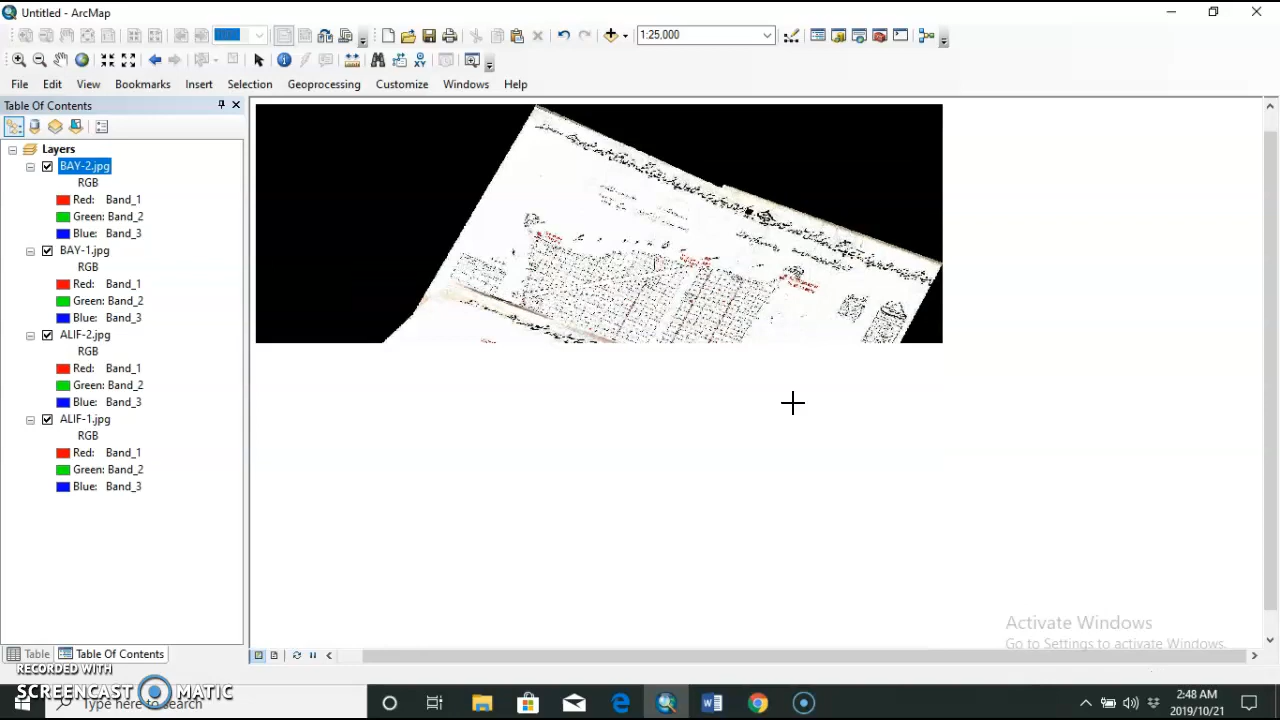 Untitled - ArcMap
1:25,000
File Edit View Bookmarks Insert Selection Geoprocessing Customize Windows Help
Table Of Contents
Layers
BAY-2.jpg
RGB
Red: Band_1
Green: Band_2
Blue: Band_3
BAY-1.jpg
RGB
Red: Band_1
Green: Band_2
Blue: Band_3
ALIF-2.jpg
RGB
Red: Band_1
Green: Band_2
Blue: Band_3
ALIF-1.jpg
RGB
Red: Band_1
Green: Band_2
Blue: Band_3
Activate Windows
Go to Settings to activate Windows.
Table Table Of Contents
RECORDED WITH
SCREENCAST MATIC
Type here to search
2:48 AM
2019/10/21